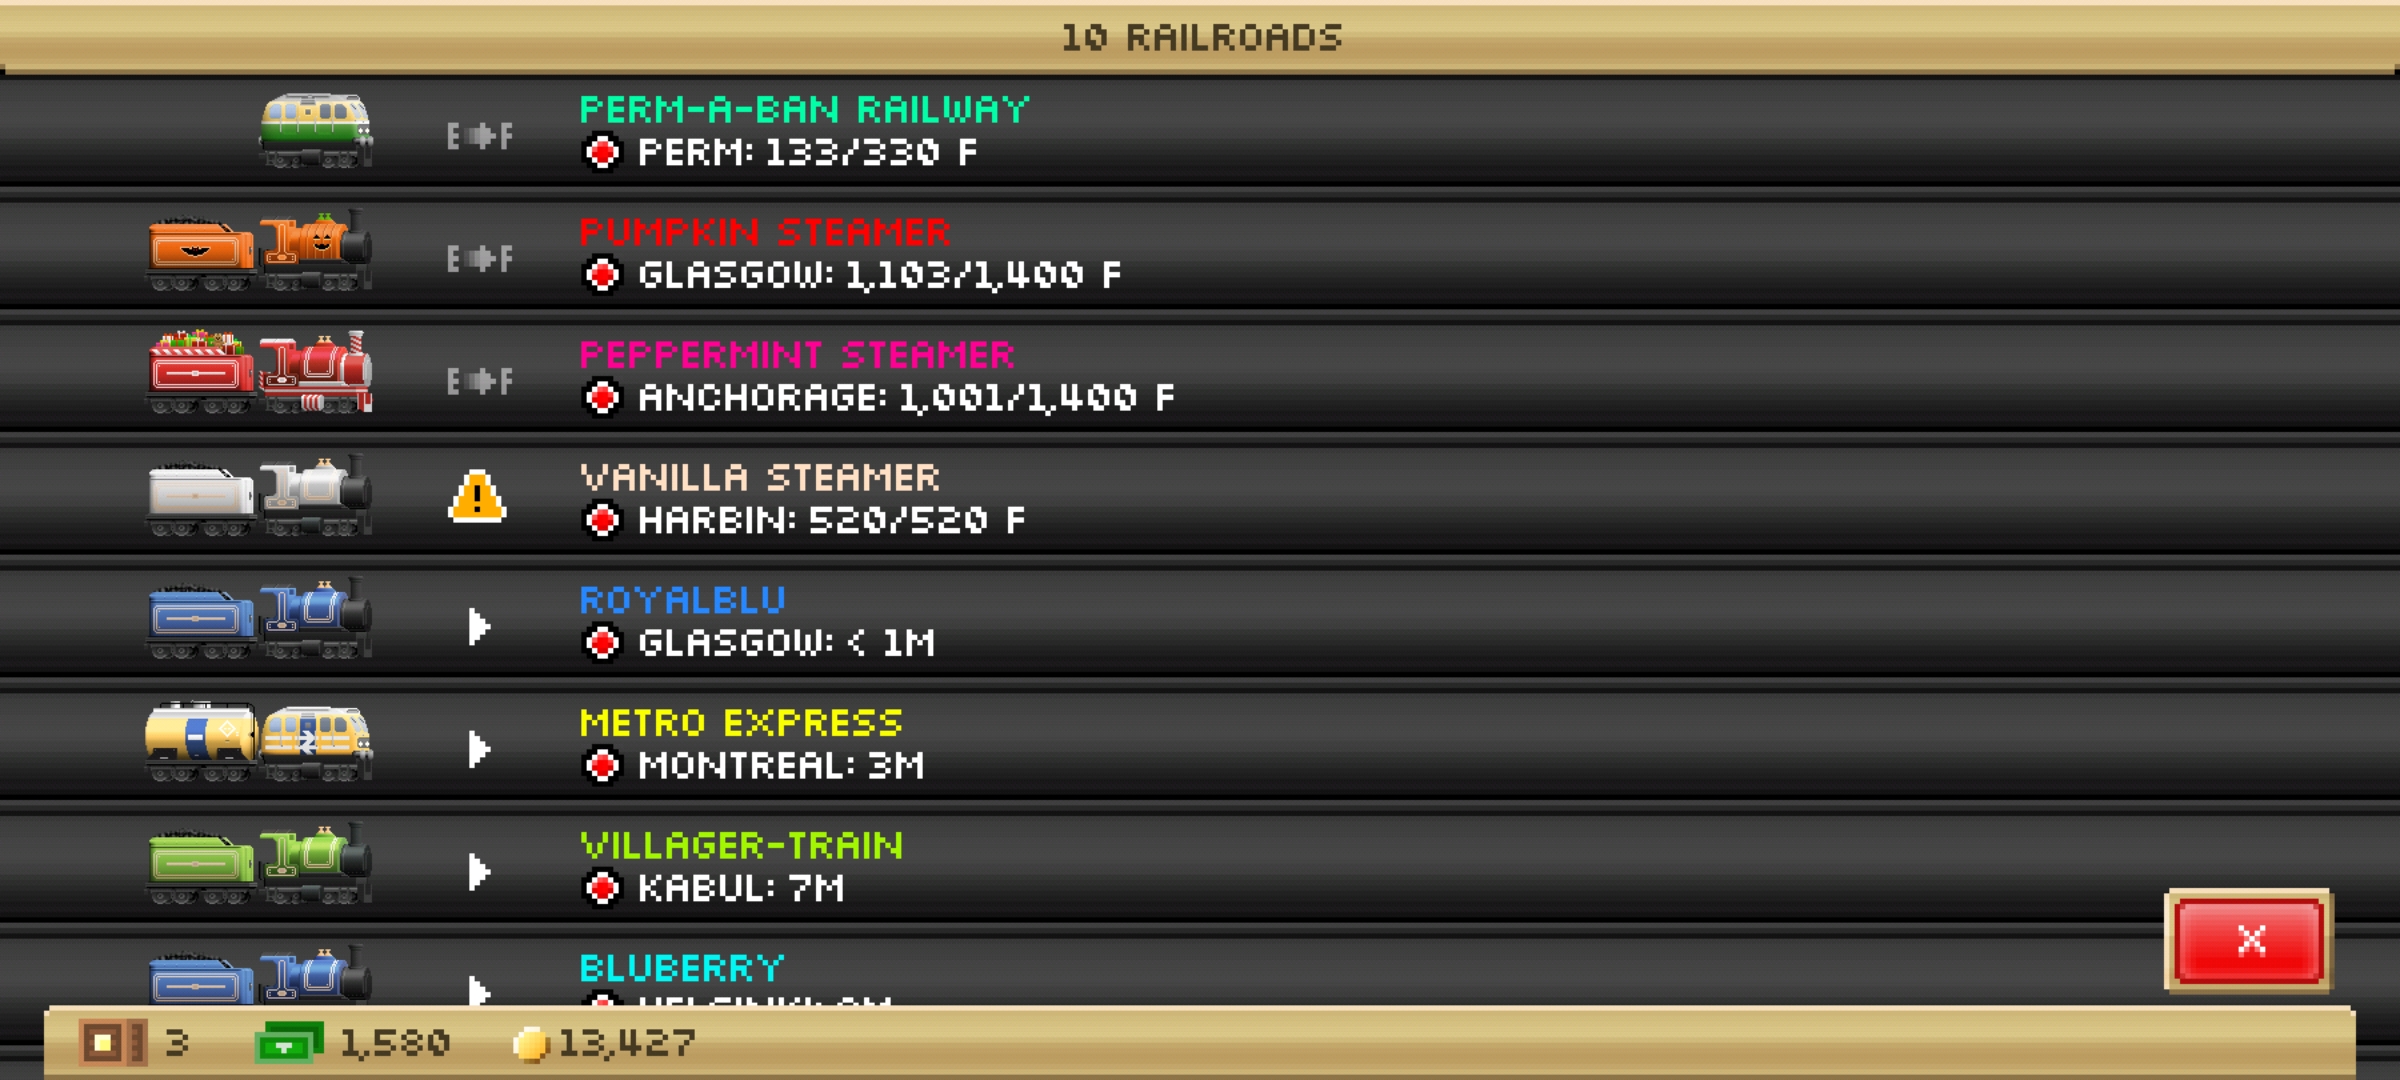 10 RAILROADS
PERM-A-BAN RAILWAY
E F
PERM: 133/330 F
PUMPKIN STEAMER
E F
GLASGOW: 1,103/1,400 F
PEPPERMINT STEAMER
E F
ANCHORAGE: 1,001/1,400 F
VANILLA STEAMER
!
HARBIN: 520/520 F
ROYALBLU
GLASGOW: < 1M
METRO EXPRESS
MONTREAL: 3M
VILLAGER-TRAIN
KABUL: 7M
X
BLUBERRY
3 1,580 13,427